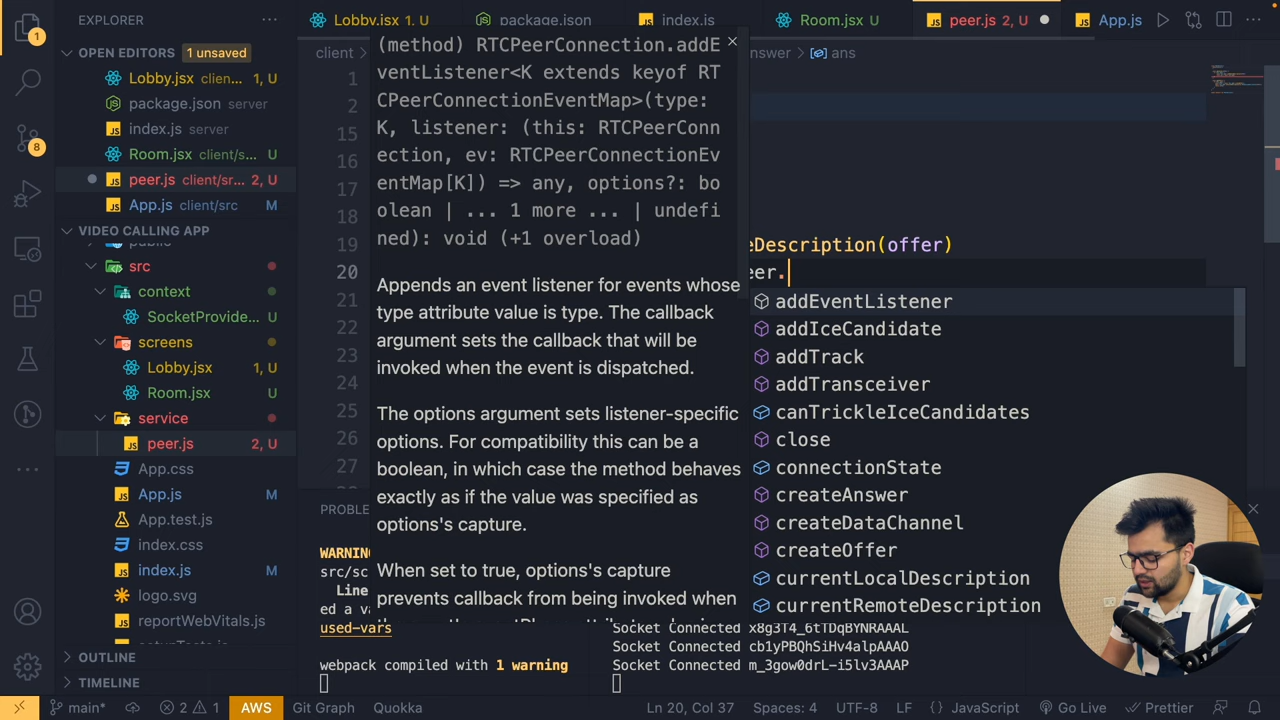 EXPLORER
Lobby.jsx 1, U
package.json
index.js
Room.jsx U
peer.js 2, U
App.js
OPEN EDITORS 1 unsaved
Lobby.jsx clien... 1, U
package.json server
index.js server
Room.jsx client/s... U
peer.js client/sr... 2, U
App.js client/src M
VIDEO CALLING APP
public
src
context
SocketProvide... U
screens
Lobby.jsx 1, U
Room.jsx U
service
peer.js 2, U
App.css
App.js M
App.test.js
index.css
index.js M
logo.svg
reportWebVitals.js
setupTests.js
OUTLINE
TIMELINE
client
nswer > ans
1
2
15
16
17
18
19
20
21
22
23
24
25
26
27
(method) RTCPeerConnection.addE
ventListener<K extends keyof RT
CPeerConnectionEventMap>(type:
K, listener: (this: RTCPeerConn
ection, ev: RTCPeerConnectionEv
entMap[K]) => any, options?: bo
olean | ... 1 more ... | undefi
ned): void (+1 overload)
Appends an event listener for events whose
type attribute value is type. The callback
argument sets the callback that will be
invoked when the event is dispatched.
The options argument sets listener-specific
options. For compatibility this can be a
boolean, in which case the method behaves
exactly as if the value was specified as
options's capture.
When set to true, options's capture
prevents callback from being invoked when
eDescription(offer)
eer.
addEventListener
addIceCandidate
addTrack
addTransceiver
canTrickleIceCandidates
close
connectionState
createAnswer
createDataChannel
createOffer
currentLocalDescription
currentRemoteDescription
PROBLE
WARNING
src/sc
Line
ed a va
used-vars
webpack compiled with 1 warning
Socket Connected x8g3T4_6tTDqBYNRAAAL
Socket Connected cb1yPBQhSiHv4alpAAAO
Socket Connected m_3gow0drL-i5lv3AAAP
main* 2 1 AWS Git Graph Quokka Ln 20, Col 37 Spaces: 4 UTF-8 LF {} JavaScript Go Live Prettier
1
8